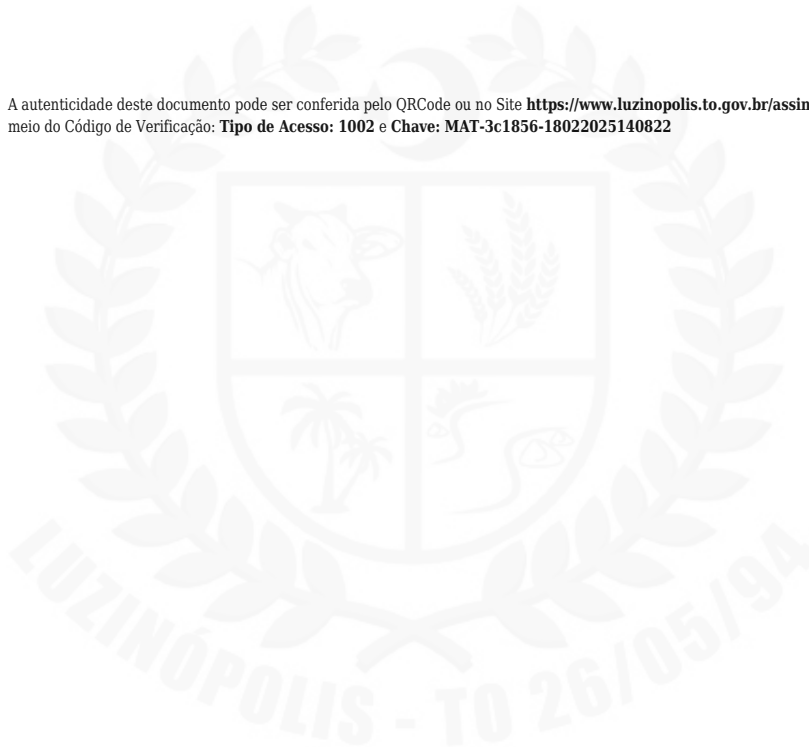 A autenticidade deste documento pode ser conferida pelo QRCode ou no Site https://www.luzinopolis.to.gov.br/assin
meio do Código de Verificação: Tipo de Acesso: 1002 e Chave: MAT-3c1856-18022025140822
LUZINÓPOLIS - TO 26/05/94